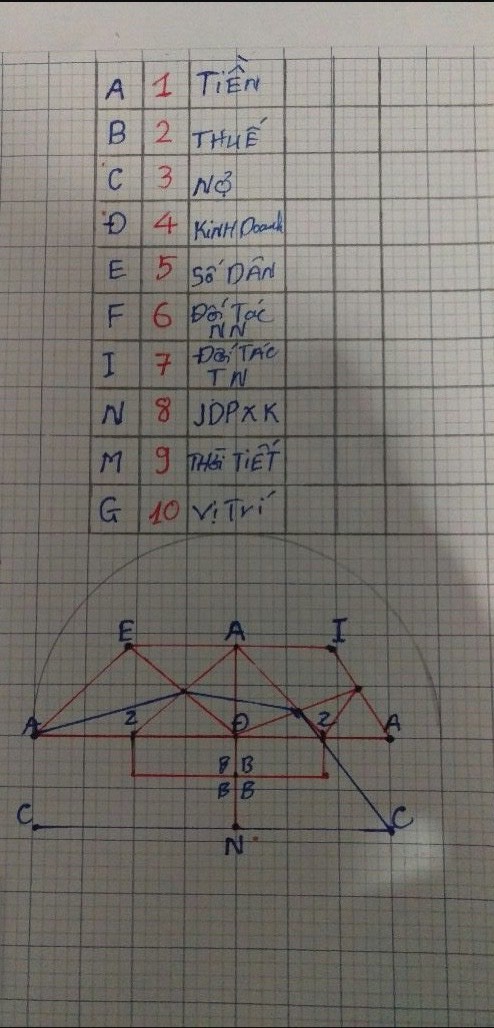 A 1 TIỀN
B 2 THUẾ
C 3 NỢ
Đ 4 KINH Doanh
E 5 Số DÂN
F 6 Đối Tác
NN
I 7 Đối TÁC
TN
N 8 JDPXK
M 9 THời TIẾT
G 10 Vị Trí
E A I
A 2 Đ 2 A
B B
B B
C C
N